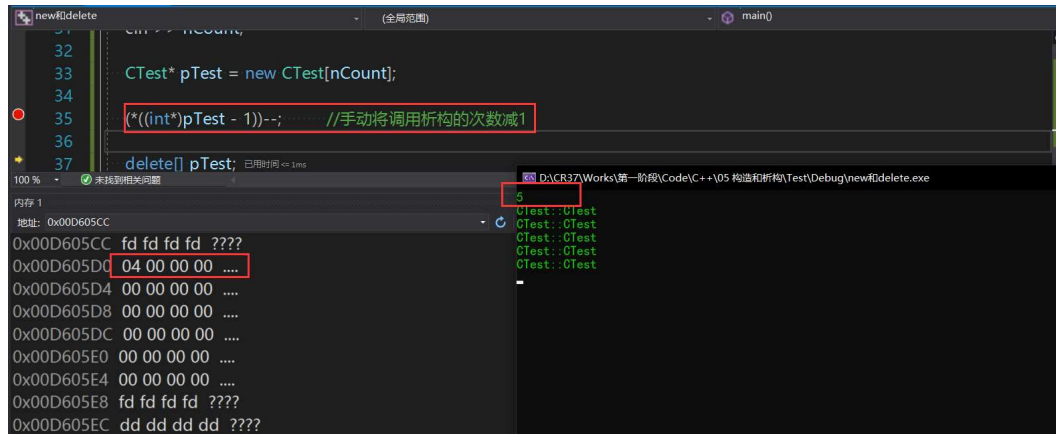 new和delete
(全局范围)
main()
31
cin >> nCount;
32
33
CTest* pTest = new CTest[nCount];
34
35
(*((int*)pTest - 1))--; //手动将调用析构的次数减1
36
37
delete[] pTest; 已用时间 <= 1ms
100 %
未找到相关问题
D:\CR37\Works\第一阶段\Code\C++\05 构造和析构\Test\Debug\new和delete.exe
内存 1
5
地址: 0x00D605CC
CTest::CTest
CTest::CTest
CTest::CTest
CTest::CTest
CTest::CTest
0x00D605CC fd fd fd fd ????
0x00D605D0 04 00 00 00 ....
0x00D605D4 00 00 00 00 ....
0x00D605D8 00 00 00 00 ....
0x00D605DC 00 00 00 00 ....
0x00D605E0 00 00 00 00 ....
0x00D605E4 00 00 00 00 ....
0x00D605E8 fd fd fd fd ????
0x00D605EC dd dd dd dd ????